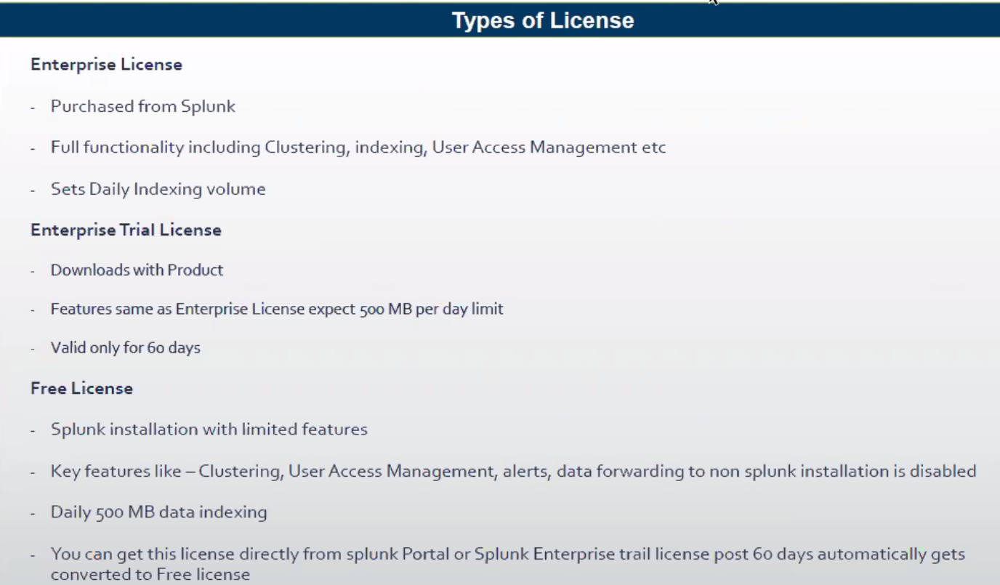 Types of License
Enterprise License
- Purchased from Splunk
- Full functionality including Clustering, indexing, User Access Management etc
- Sets Daily Indexing volume
Enterprise Trial License
- Downloads with Product
- Features same as Enterprise License expect 500 MB per day limit
- Valid only for 60 days
Free License
- Splunk installation with limited features
- Key features like – Clustering, User Access Management, alerts, data forwarding to non splunk installation is disabled
- Daily 500 MB data indexing
- You can get this license directly from splunk Portal or Splunk Enterprise trail license post 60 days automatically gets
converted to Free license